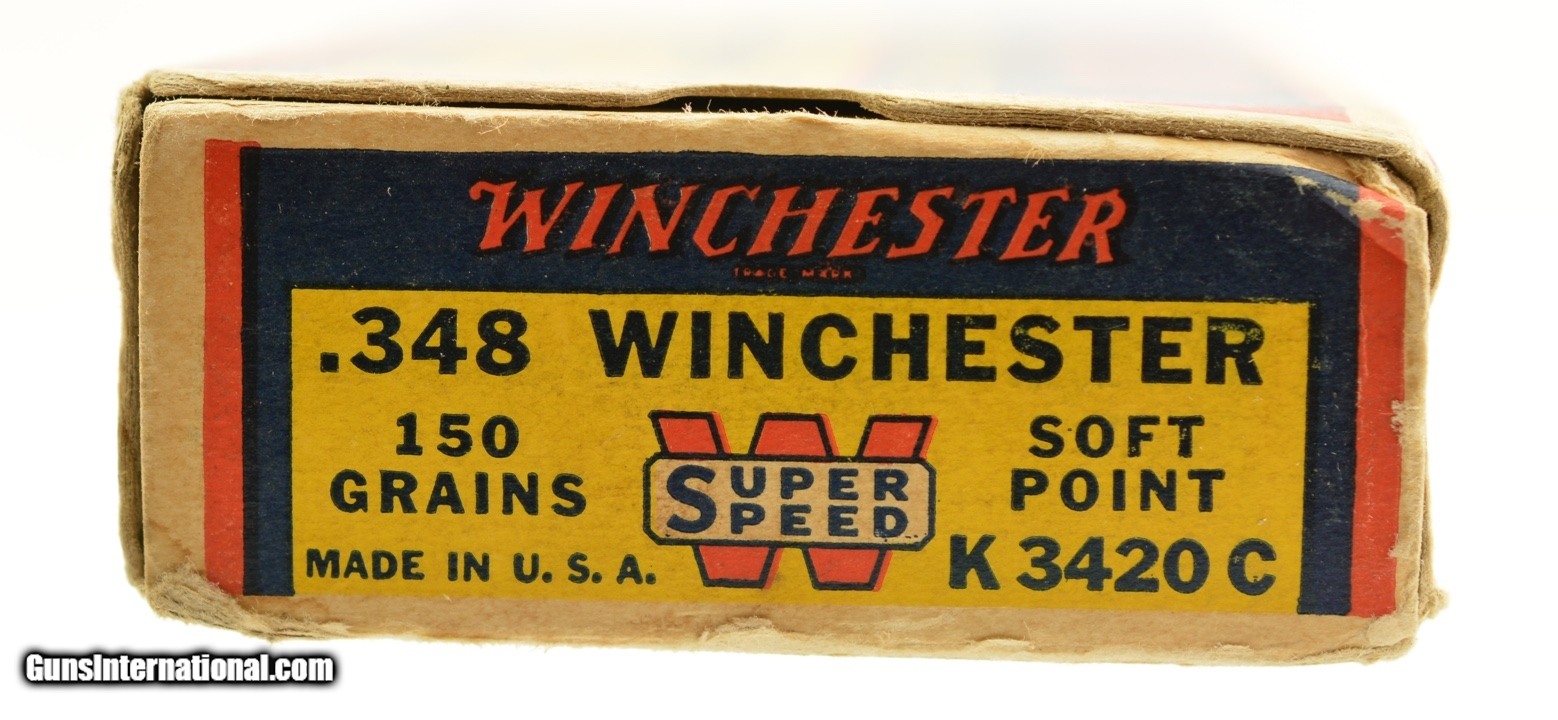 WINCHESTER
TRADE MARK
.348 WINCHESTER
150
GRAINS
SUPER
SPEED
SOFT
POINT
MADE IN U.S.A.
K 3420 C
GunsInternational.com